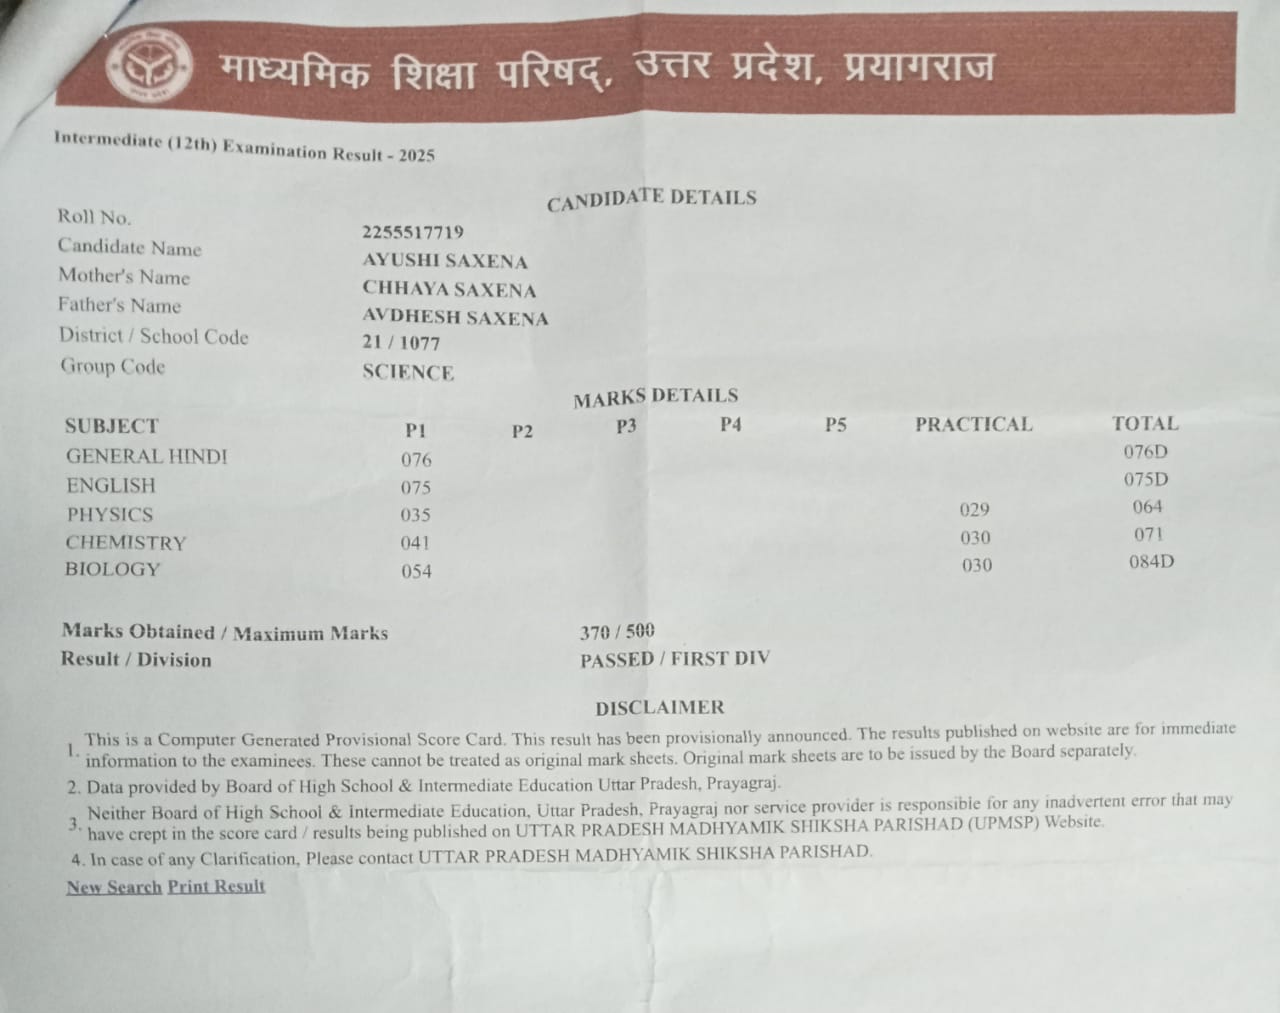 माध्यमिक शिक्षा परिषद्, उत्तर प्रदेश, प्रयागराज
Intermediate (12th) Examination Result - 2025
CANDIDATE DETAILS
Roll No. 2255517719
Candidate Name AYUSHI SAXENA
Mother's Name CHHAYA SAXENA
Father's Name AVDHESH SAXENA
District / School Code 21 / 1077
Group Code SCIENCE
MARKS DETAILS
SUBJECT P1 P2 P3 P4 P5 PRACTICAL TOTAL
GENERAL HINDI 076 076D
ENGLISH 075 075D
PHYSICS 035 029 064
CHEMISTRY 041 030 071
BIOLOGY 054 030 084D
Marks Obtained / Maximum Marks 370 / 500
Result / Division PASSED / FIRST DIV
DISCLAIMER
1. This is a Computer Generated Provisional Score Card. This result has been provisionally announced. The results published on website are for immediate
information to the examinees. These cannot be treated as original mark sheets. Original mark sheets are to be issued by the Board separately.
2. Data provided by Board of High School & Intermediate Education Uttar Pradesh, Prayagraj.
3. Neither Board of High School & Intermediate Education, Uttar Pradesh, Prayagraj nor service provider is responsible for any inadvertent error that may
have crept in the score card / results being published on UTTAR PRADESH MADHYAMIK SHIKSHA PARISHAD (UPMSP) Website.
4. In case of any Clarification, Please contact UTTAR PRADESH MADHYAMIK SHIKSHA PARISHAD.
New Search Print Result